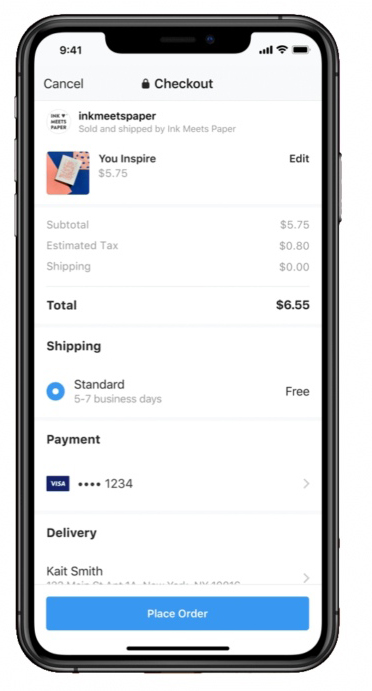 9:41
Cancel
Checkout
INK
MEETS
PAPER
inkmeetspaper
Sold and shipped by Ink Meets Paper
You Inspire
Edit
$5.75
Subtotal $5.75
Estimated Tax $0.80
Shipping $0.00
Total $6.55
Shipping
Standard
5-7 business days
Free
Payment
VISA •••• 1234
Delivery
Kait Smith
Place Order